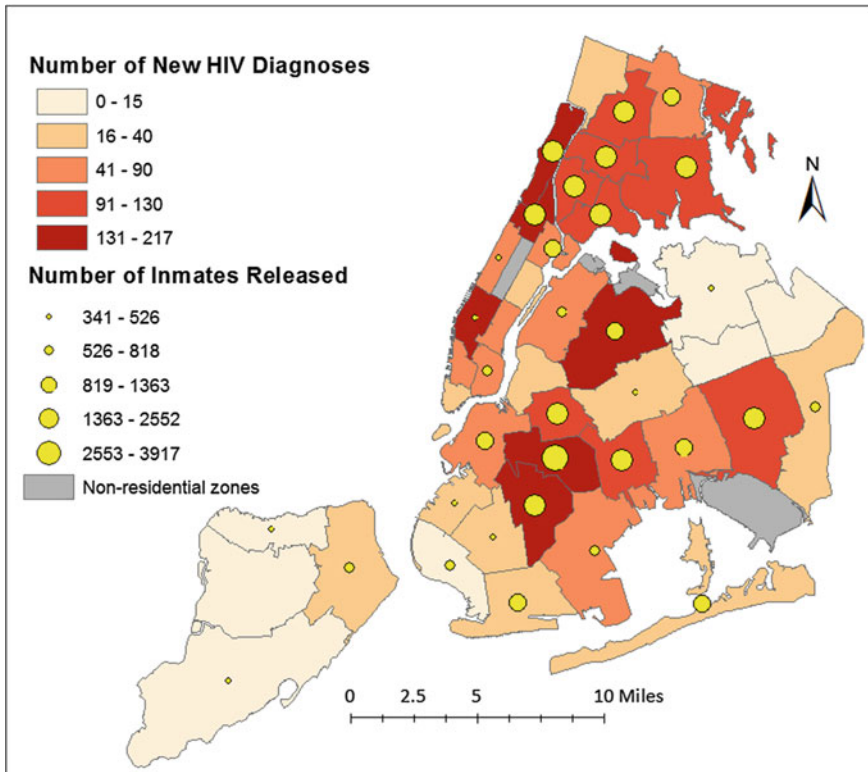 Number of New HIV Diagnoses
0 - 15
16 - 40
41 - 90
91 - 130
131 - 217
Number of Inmates Released
341 - 526
526 - 818
819 - 1363
1363 - 2552
2553 - 3917
Non-residential zones
N
0 2.5 5 10 Miles